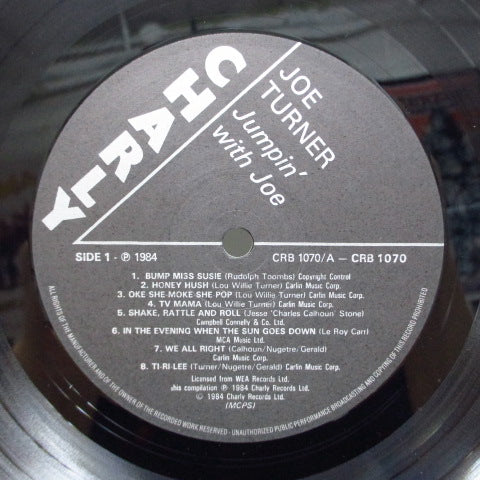 CHARLY
JOE
TURNER
Jumpin'
with Joe
SIDE 1 - ℗ 1984
CRB 1070/A — CRB 1070
1. BUMP MI3S SUSIE (Rudolph Toombs) Copyright Control
2. HONEY HUSH (Lou Willie Turner) Carlin Music Corp.
3. OKE-SHE-MOKE-SHE-POP (Lou Willie Turner) Carlin Music Corp.
4. TV MAMA (Lou Willie Turner) Carlin Music Corp.
5. SHAKE, RATTLE AND ROLL (Jesse 'Charles Calhoun' Stone)
Campbell Connelly & Co. Ltd.
6. IN THE EVENING WHEN THE SUN GOES DOWN (Le Roy Carr)
MCA Music Ltd.
7. WE ALL RIGHT (Calhoun/Nugetre/Gerald)
Carlin Music Corp.
8. TI-RI-LEE (Turner/Nugetre/Gerald) Carlin Music Corp.
Licensed from WEA Records Ltd.
his compilation ℗ 1984 Charly Records Ltd.
© 1984 Charly Records Ltd.
(MCPS)
ALL RIGHTS OF THE MANUFACTURER AND OF THE OWNER OF THE RECORDED WORK RESERVED - UNAUTHORIZED PUBLIC PERFORMANCE BROADCASTING AND COPYING OF THIS RECORD PROHIBITED